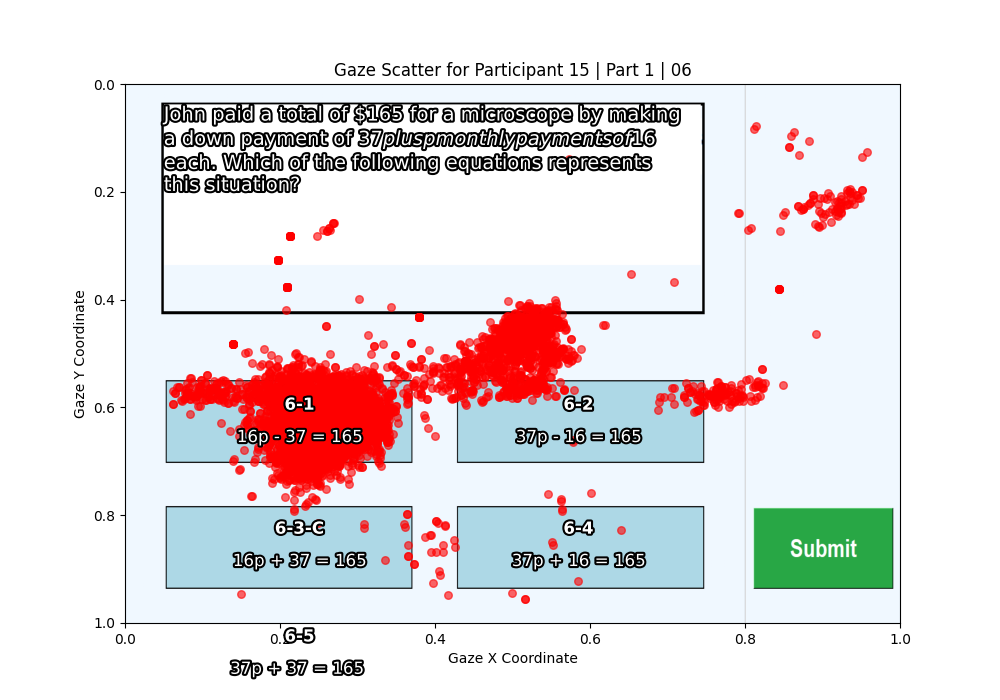 Gaze Scatter for Participant 15 | Part 1 | 06
John paid a total of $165 for a microscope by making
a down payment of 37pluspmonthlypaymentsof16
each. Which of the following equations represents
this situation?
6-1
16p - 37 = 165
6-2
37p - 16 = 165
6-3-C
16p + 37 = 165
6-4
37p + 16 = 165
Submit
6-5
37p + 37 = 165
0.0
0.2
0.4
0.6
0.8
1.0
Gaze Y Coordinate
0.0
0.2
0.4
0.6
0.8
1.0
Gaze X Coordinate